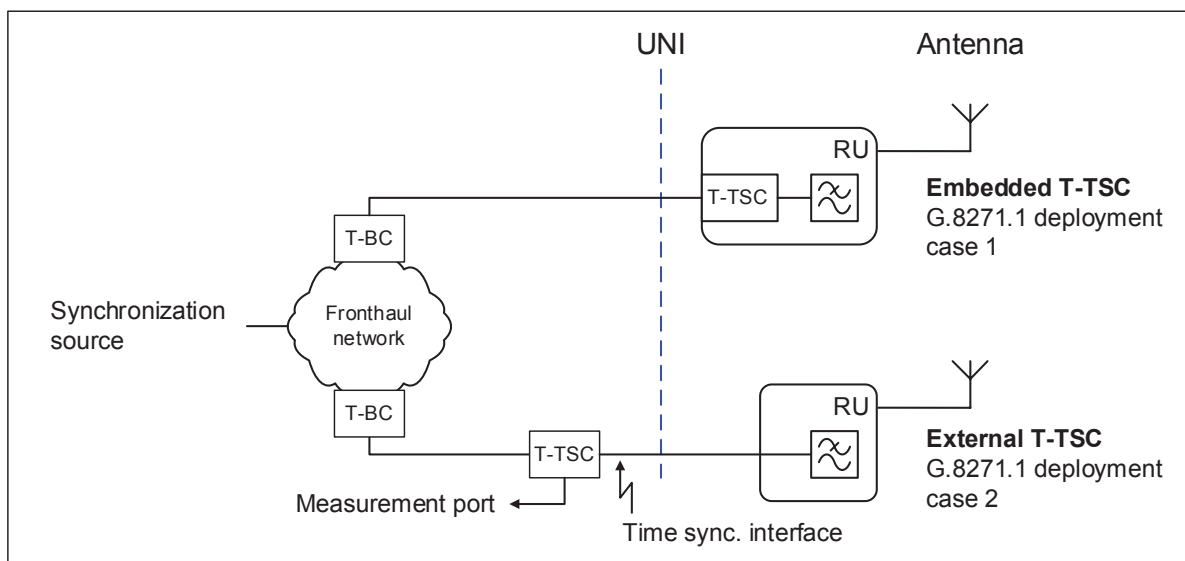 UNI
Antenna
RU
T-TSC
Embedded T-TSC
G.8271.1 deployment
case 1
T-BC
Synchronization
source
Fronthaul
network
T-BC
RU
T-TSC
External T-TSC
G.8271.1 deployment
case 2
Measurement port
Time sync. interface